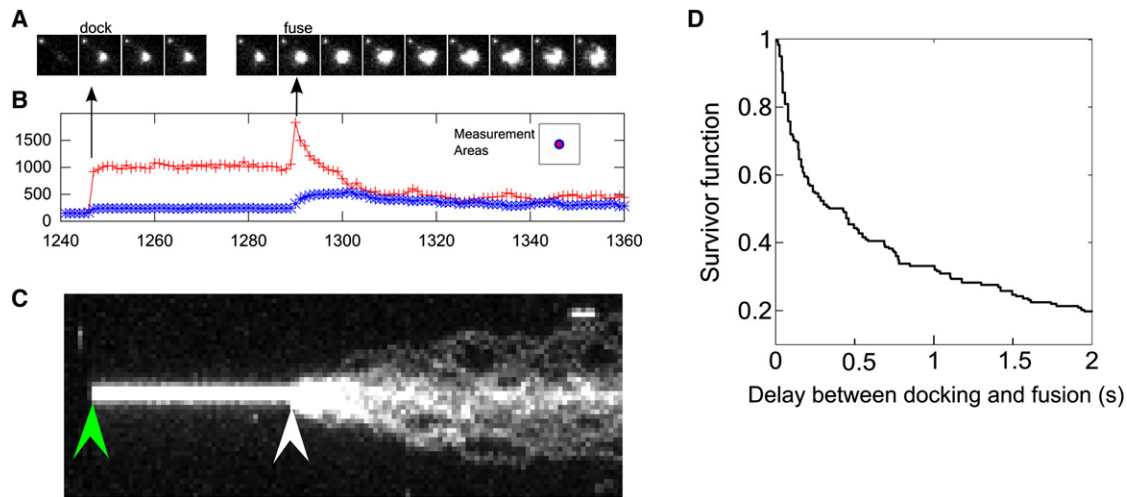 A
dock
fuse
B
1500
1000
500
0
Measurement
Areas
1240
1260
1280
1300
1320
1340
1360
C
D
Survivor function
1
0.8
0.6
0.4
0.2
0
0.5
1
1.5
2
Delay between docking and fusion (s)